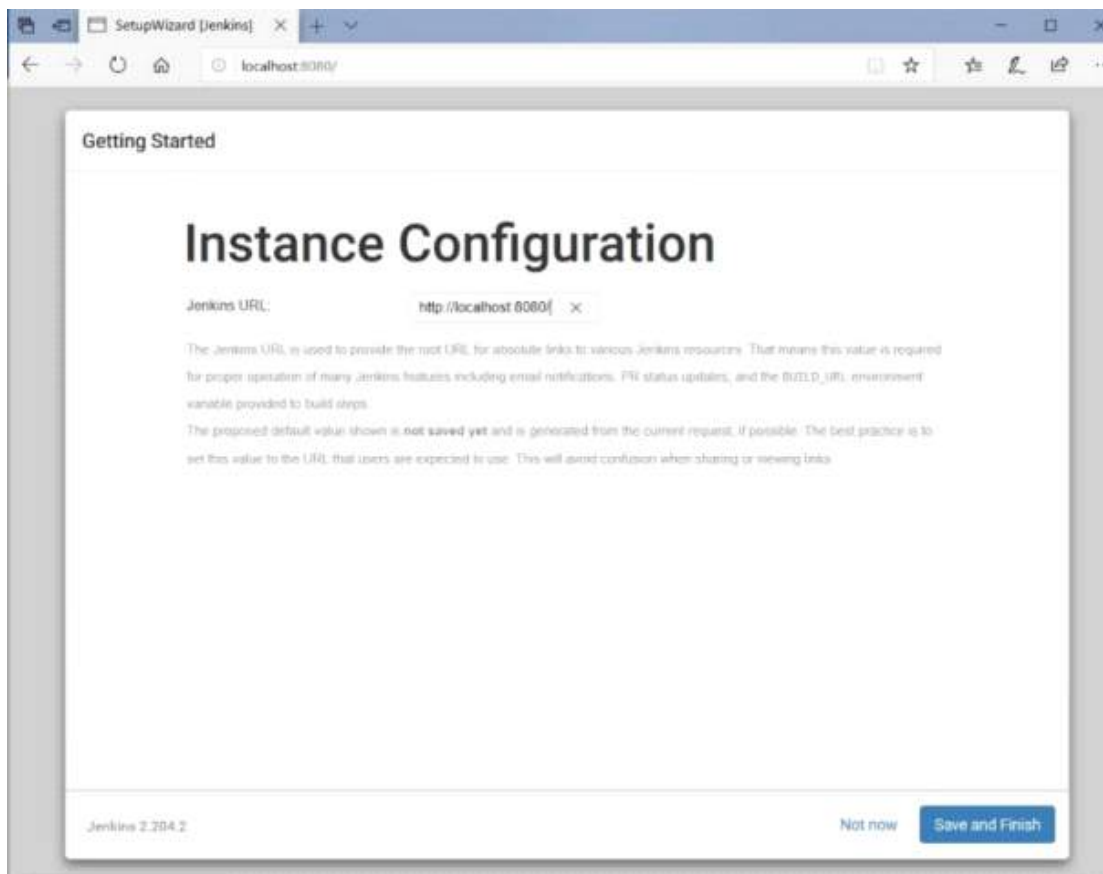 SetupWizard [Jenkins]
localhost:8080/
Getting Started
Instance Configuration
Jenkins URL:
http://localhost:8080/
The Jenkins URL is used to provide the root URL for absolute links to various Jenkins resources. That means this value is required
for proper operation of many Jenkins features including email notifications, PR status updates, and the BUILD_URL environment
variable provided to build steps.
The proposed default value shown is not saved yet and is generated from the current request, if possible. The best practice is to
set this value to the URL that users are expected to use. This will avoid confusion when sharing or viewing links.
Jenkins 2.204.2
Not now
Save and Finish